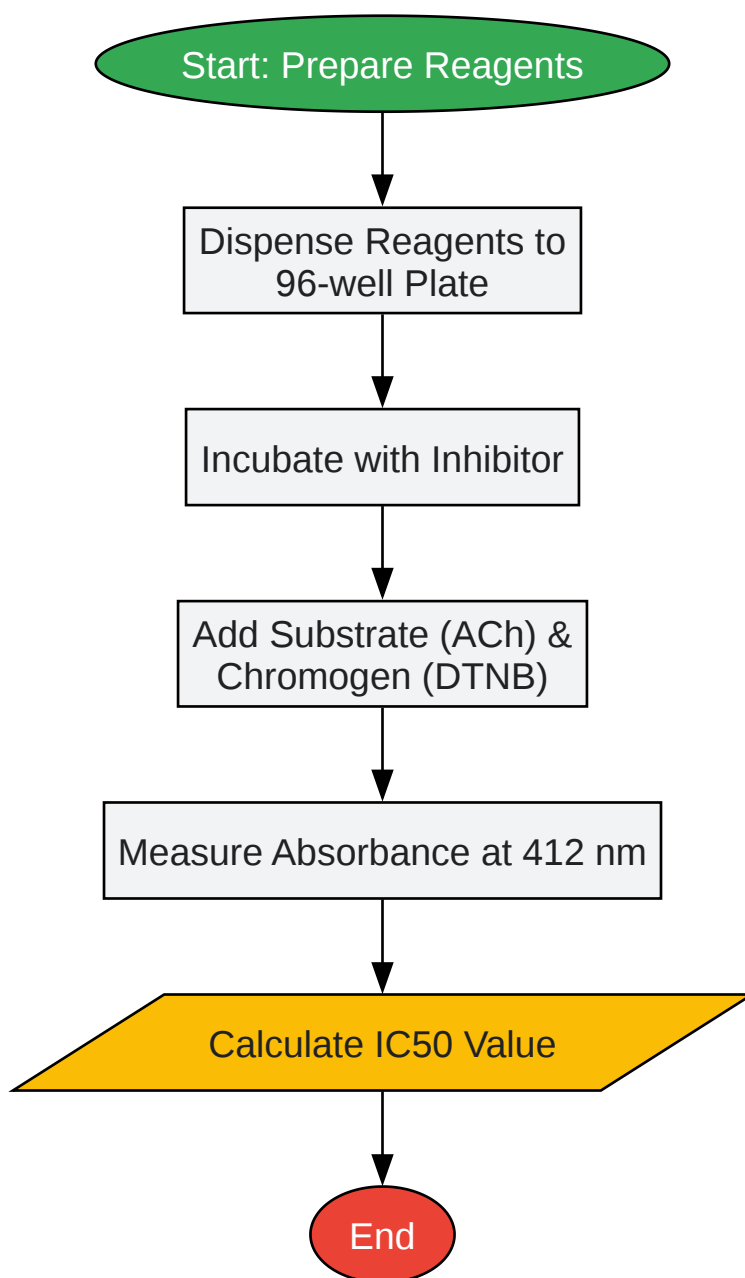 Start: Prepare Reagents
Dispense Reagents to
96-well Plate
Incubate with Inhibitor
Add Substrate (ACh) &
Chromogen (DTNB)
Measure Absorbance at 412 nm
Calculate IC50 Value
End